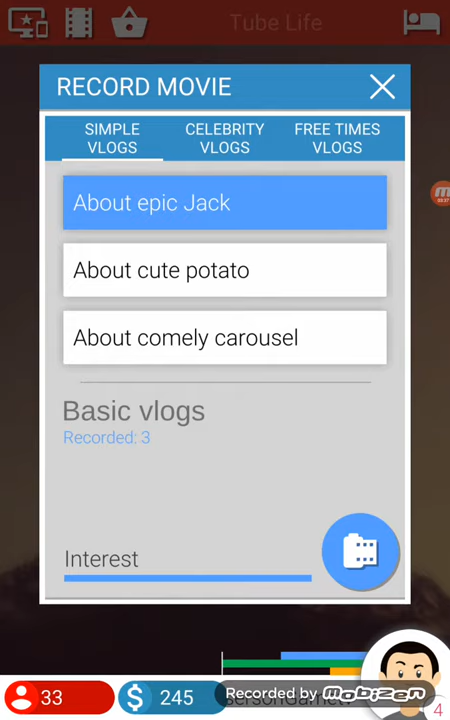 Tube Life
RECORD MOVIE
SIMPLE VLOGS
CELEBRITY VLOGS
FREE TIMES VLOGS
About epic Jack
About cute potato
About comely carousel
Basic vlogs
Recorded: 3
Interest
33
$ 245
Recorded by mobizen
4